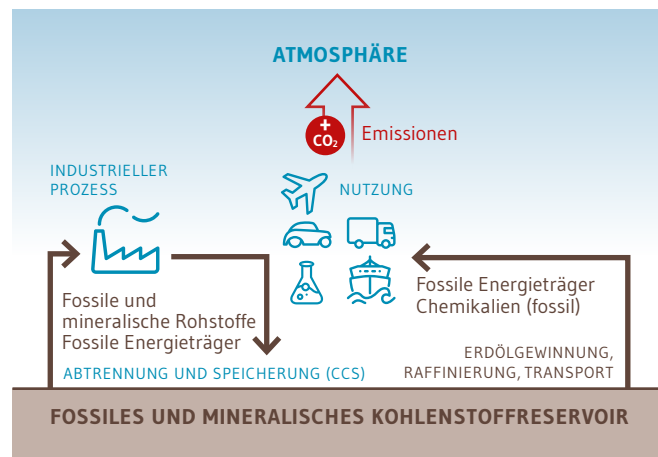 ATMOSPHÄRE
+
CO₂
Emissionen
INDUSTRIELLER
PROZESS
NUTZUNG
Fossile und
mineralische Rohstoffe
Fossile Energieträger
Fossile Energieträger
Chemikalien (fossil)
ABTRENNUNG UND SPEICHERUNG (CCS)
ERDÖLGEWINNUNG,
RAFFINIERUNG, TRANSPORT
FOSSILES UND MINERALISCHES KOHLENSTOFFRESERVOIR